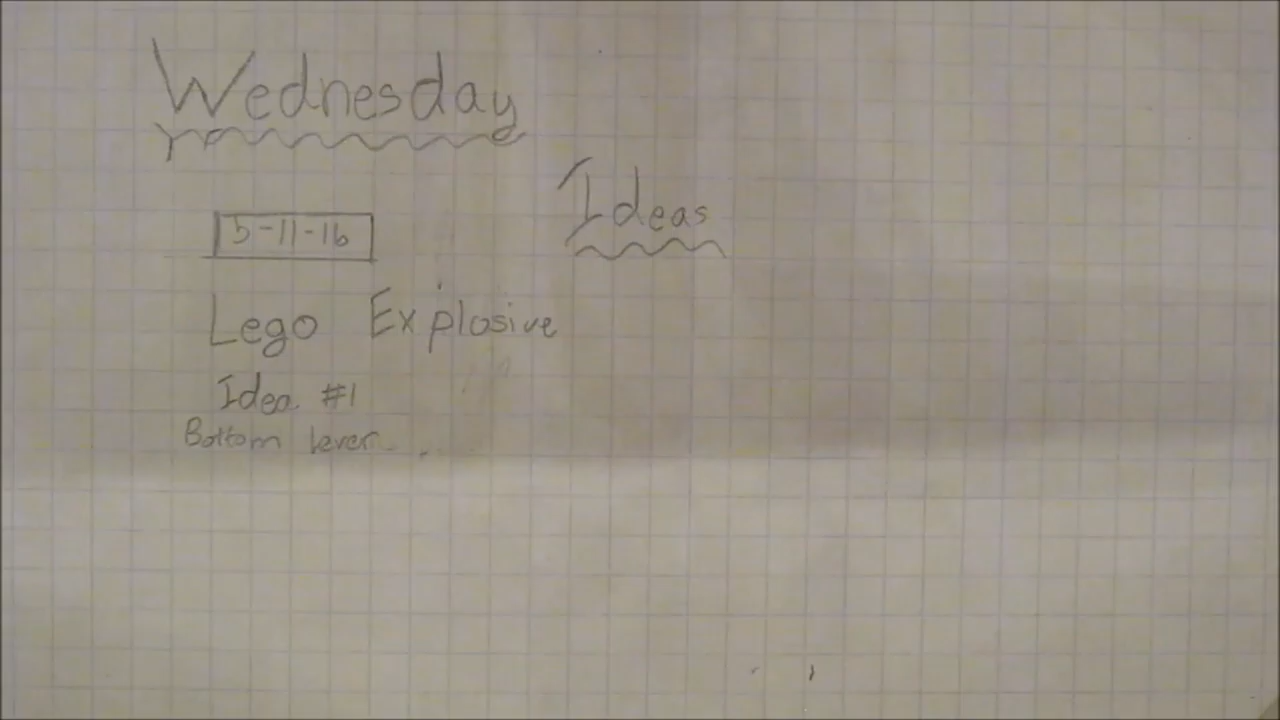 Wednesday
Ideas
5-11-16
Lego Explosive
Idea #1
Bottom lever